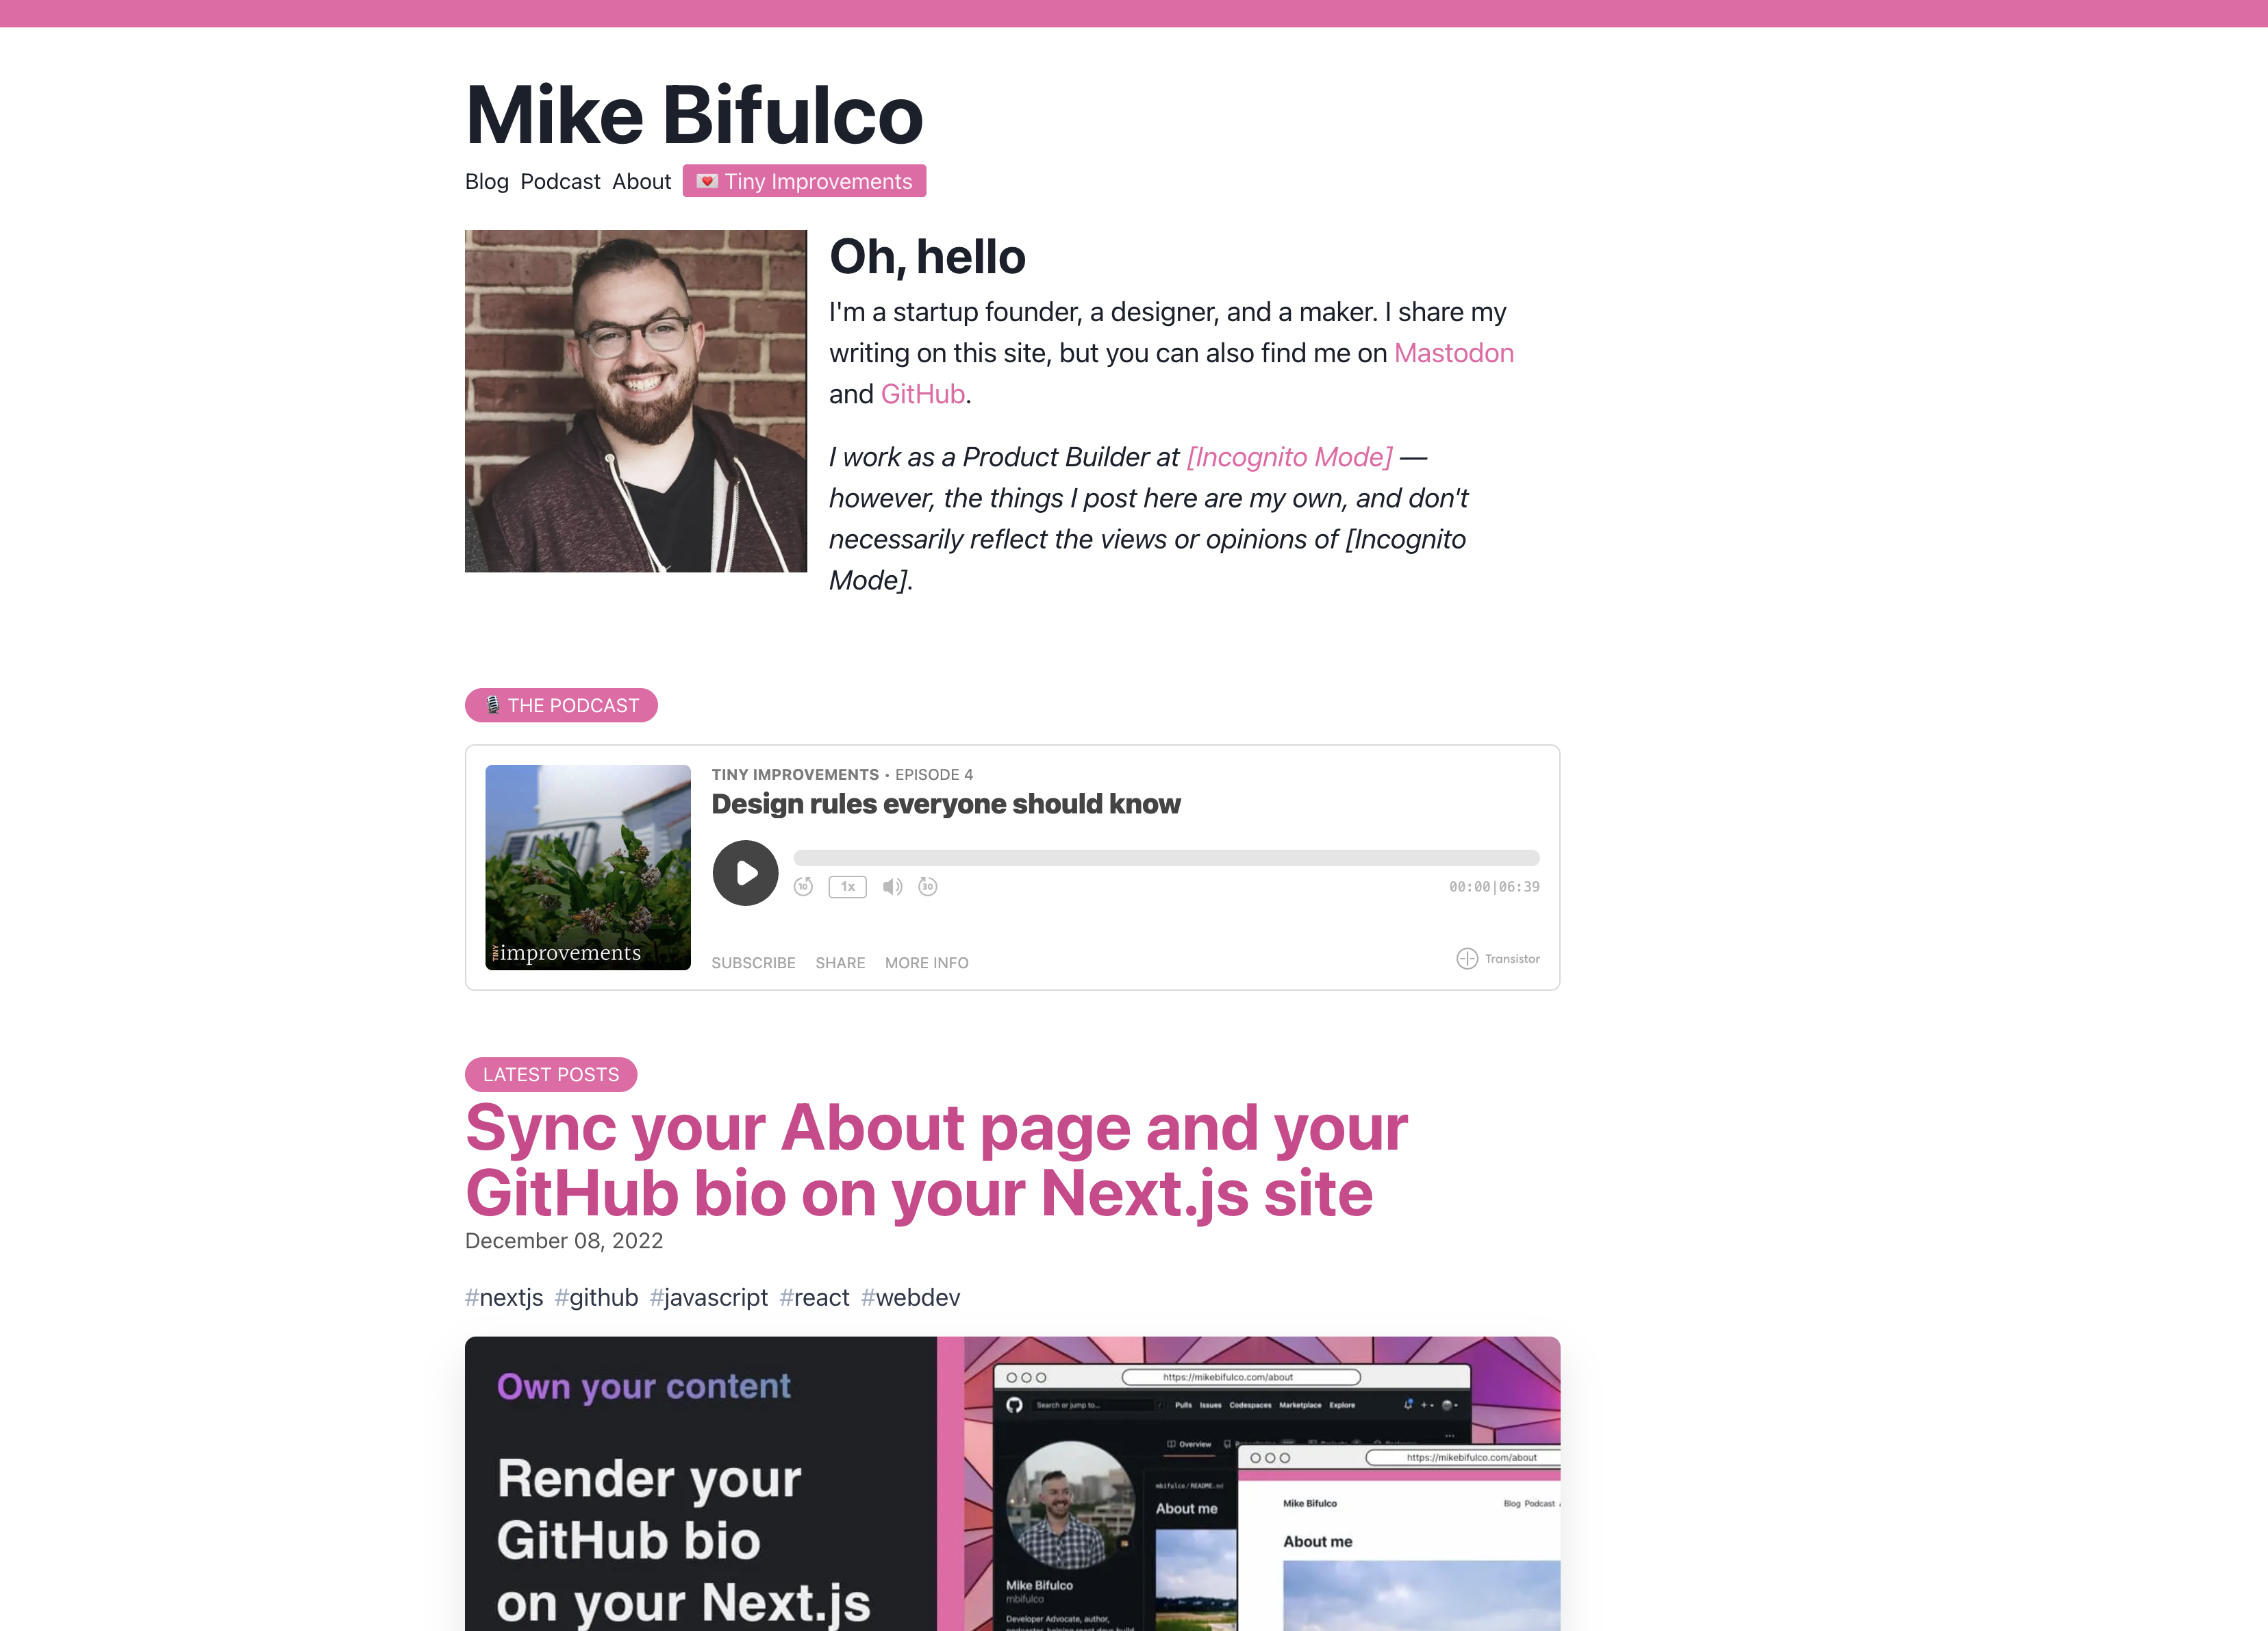 Mike Bifulco
Blog Podcast About 💌 Tiny Improvements
Oh, hello
I'm a startup founder, a designer, and a maker. I share my
writing on this site, but you can also find me on Mastodon
and GitHub.
I work as a Product Builder at [Incognito Mode] —
however, the things I post here are my own, and don't
necessarily reflect the views or opinions of [Incognito
Mode].
🎙 THE PODCAST
TINY IMPROVEMENTS • EPISODE 4
Design rules everyone should know
10 1x 30 00:00|06:39
TINY improvements
SUBSCRIBE SHARE MORE INFO Transistor
LATEST POSTS
Sync your About page and your
GitHub bio on your Next.js site
December 08, 2022
#nextjs #github #javascript #react #webdev
Own your content
Render your
GitHub bio
on your Next.js
https://mikebifulco.com/about
Search or jump to... / Pulls Issues Codespaces Marketplace Explore
Overview
mbifulco/README.md
About me
Mike Bifulco
mbifulco
Developer Advocate, author,
https://mikebifulco.com/about
Mike Bifulco Blog Podcast
About me